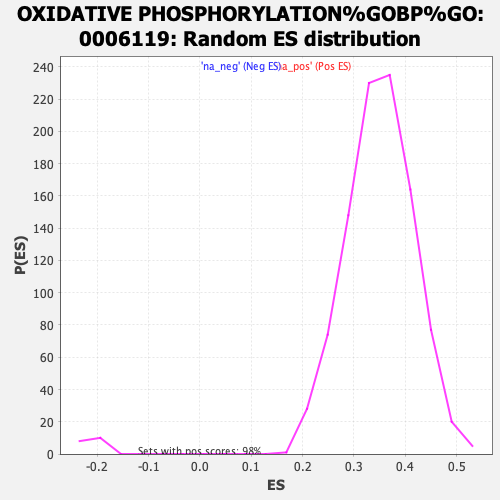 OXIDATIVE PHOSPHORYLATION%GOBP%GO:
0006119: Random ES distribution
'na_neg' (Neg ES)
a_pos' (Pos ES)
240
220
200
180
160
140
120
100
80
60
40
20
0
P(ES)
Sets with pos scores: 98%
-0.2 -0.1 0.0 0.1 0.2 0.3 0.4 0.5
ES